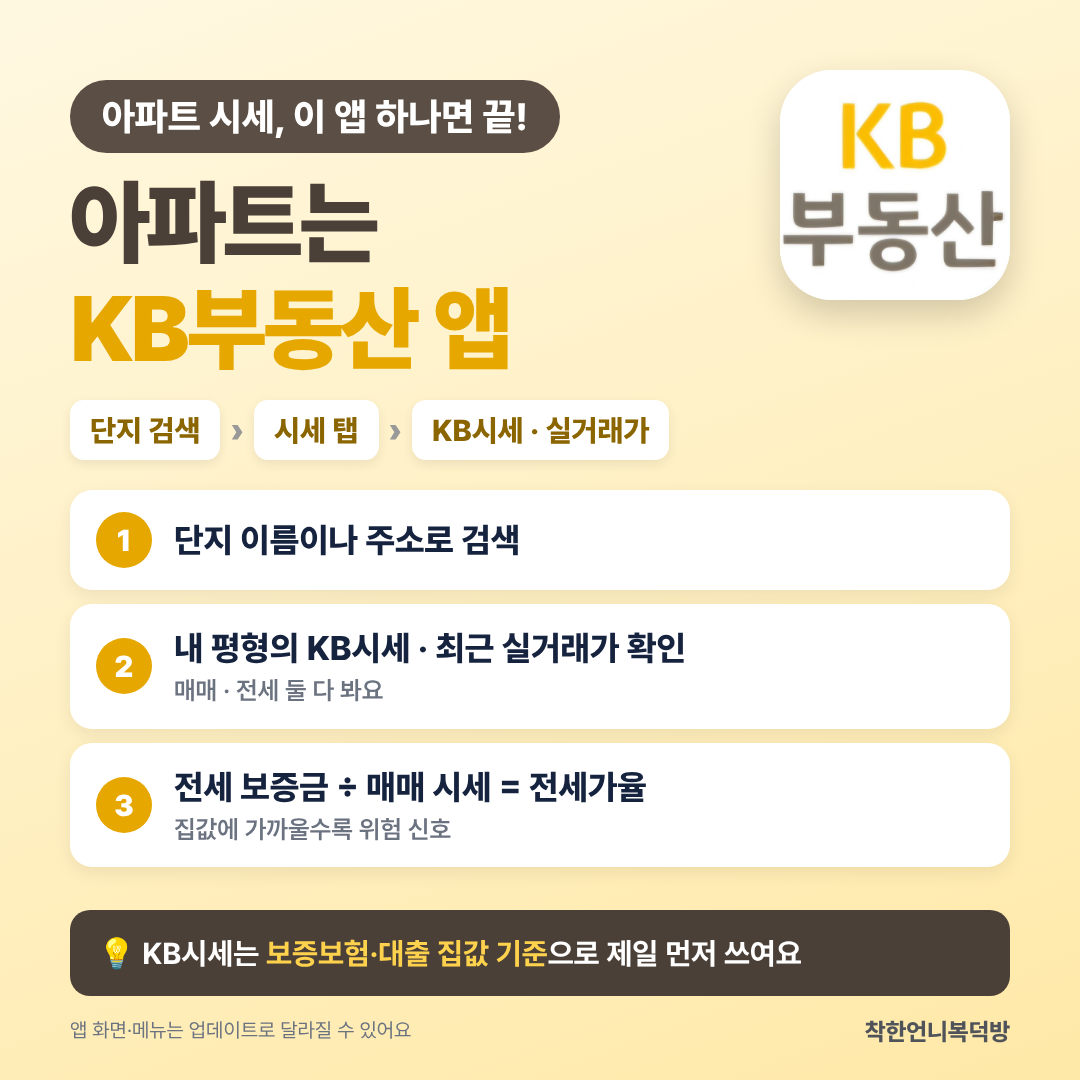 아파트 시세, 이 앱 하나면 끝!
KB
부동산
아파트는
KB부동산 앱
단지 검색 › 시세 탭 › KB시세 · 실거래가
1 단지 이름이나 주소로 검색
2 내 평형의 KB시세 · 최근 실거래가 확인
매매 · 전세 둘 다 봐요
3 전세 보증금 ÷ 매매 시세 = 전세가율
집값에 가까울수록 위험 신호
💡 KB시세는 보증보험·대출 집값 기준으로 제일 먼저 쓰여요
앱 화면·메뉴는 업데이트로 달라질 수 있어요
착한언니복덕방